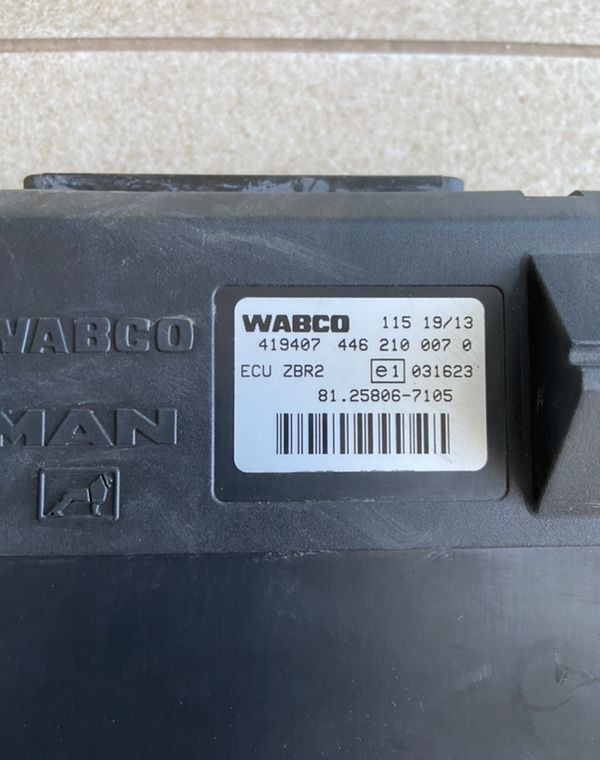 WABCO
MAN
WABCO 115 19/13
419407 446 210 007 0
ECU ZBR2 e1 031623
81.25806-7105